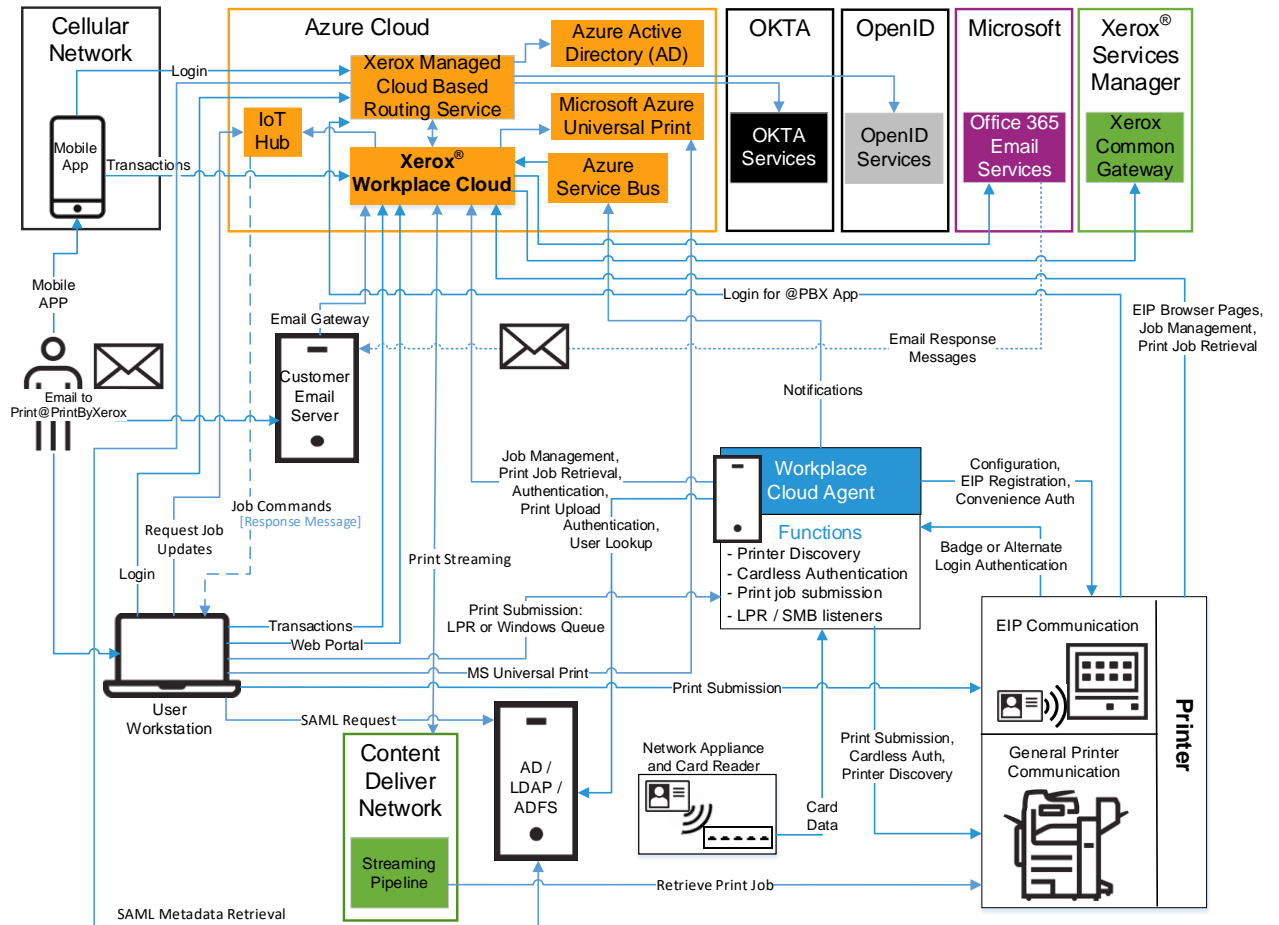 Cellular
Network
Azure Cloud
OKTA
OpenID
Microsoft
Xerox®
Services
Manager
Azure Active
Directory (AD)
Login
Xerox Managed
Cloud Based
Routing Service
IoT
Hub
Microsoft Azure
Universal Print
OKTA
Services
OpenID
Services
Office 365
Email
Services
Xerox
Common
Gateway
Mobile
App
Transactions
Xerox®
Workplace Cloud
Azure
Service Bus
Mobile
APP
Login for @PBX App
EIP Browser Pages,
Job Management,
Print Job Retrieval
Email Gateway
Email Response
Messages
Customer
Email
Server
Notifications
Email to
Print@PrintByXerox
Job Management,
Print Job Retrieval,
Authentication,
Print Upload
Authentication,
User Lookup
Workplace
Cloud Agent
Configuration,
EIP Registration,
Convenience Auth
Job Commands
[Response Message]
Request Job
Updates
Login
Print Streaming
Functions
- Printer Discovery
- Cardless Authentication
- Print job submission
- LPR / SMB listeners
Badge or Alternate
Login Authentication
Print Submission:
LPR or Windows Queue
Transactions
Web Portal
MS Universal Print
Print Submission
EIP Communication
Printer
User
Workstation
SAML Request
Content
Deliver
Network
AD /
LDAP /
ADFS
Network Appliance
and Card Reader
Print Submission,
Cardless Auth,
Printer Discovery
General Printer
Communication
Card
Data
Streaming
Pipeline
Retrieve Print Job
SAML Metadata Retrieval